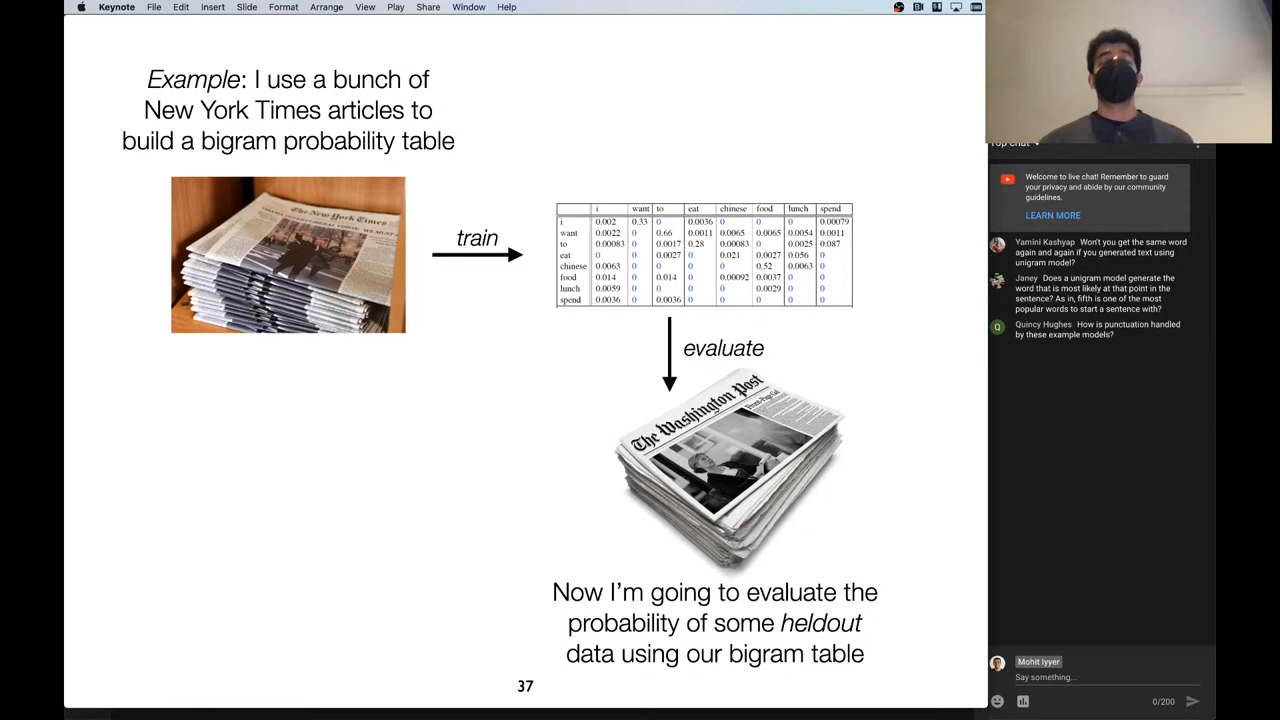 Keynote File Edit Insert Slide Format Arrange View Play Share Window Help
Example: I use a bunch of
New York Times articles to
build a bigram probability table
The New York Times
train
i want to eat chinese food lunch spend
i 0.002 0.33 0 0.0036 0 0 0 0.00079
want 0.0022 0 0.66 0.0011 0.0065 0.0065 0.0054 0.0011
to 0.00083 0 0.0017 0.28 0.00083 0 0.0025 0.087
eat 0 0 0.0027 0 0.021 0.0027 0.056 0
chinese 0.0063 0 0 0 0 0.52 0.0063 0
food 0.014 0 0.014 0 0.00092 0.0037 0 0
lunch 0.0059 0 0 0 0 0.0029 0 0
spend 0.0036 0 0.0036 0 0 0 0 0
evaluate
The Washington Post
Now I'm going to evaluate the
probability of some heldout
data using our bigram table
37
Top chat
Welcome to live chat! Remember to guard
your privacy and abide by our community
guidelines.
LEARN MORE
Yamini Kashyap Won't you get the same word
again and again if you generated text using
unigram model?
Janey Does a unigram model generate the
word that is most likely at that point in the
sentence? As in, fifth is one of the most
popular words to start a sentence with?
Q Quincy Hughes How is punctuation handled
by these example models?
Mohit Iyyer
Say something...
0/200